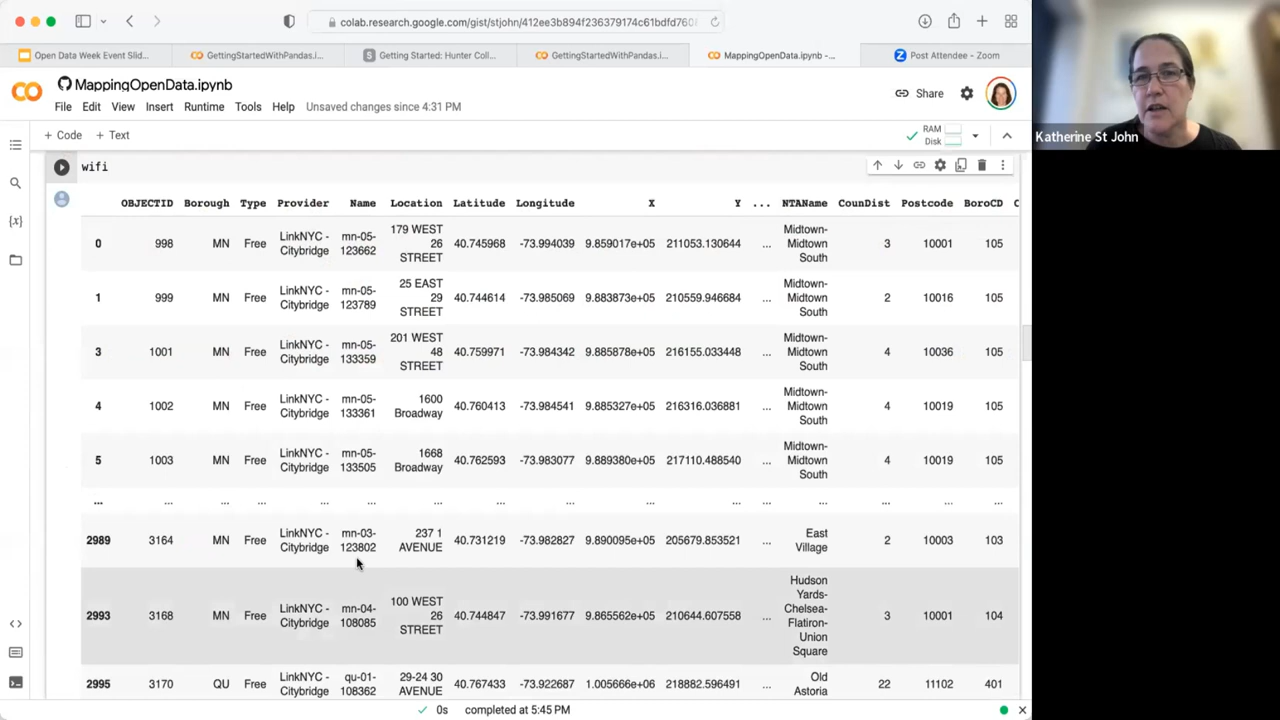 colab.research.google.com/gist/stjohn/412ee3b894f236379174c61bdfd760
Open Data Week Event Slid...
GettingStartedWithPandas.i...
Getting Started: Hunter Coll...
GettingStartedWithPandas.i...
MappingOpenData.ipynb -...
Post Attendee - Zoom
MappingOpenData.ipynb
File Edit View Insert Runtime Tools Help Unsaved changes since 4:31 PM
Share
+ Code + Text
RAM
Disk
Katherine St John
wifi
OBJECTID Borough Type Provider Name Location Latitude Longitude X Y ... NTAName CounDist Postcode BoroCD C
0 998 MN Free LinkNYC - Citybridge mn-05-123662 179 WEST 26 STREET 40.745968 -73.994039 9.859017e+05 211053.130644 ... Midtown-Midtown South 3 10001 105
1 999 MN Free LinkNYC - Citybridge mn-05-123789 25 EAST 29 STREET 40.744614 -73.985069 9.883873e+05 210559.946684 ... Midtown-Midtown South 2 10016 105
3 1001 MN Free LinkNYC - Citybridge mn-05-133359 201 WEST 48 STREET 40.759971 -73.984342 9.885878e+05 216155.033448 ... Midtown-Midtown South 4 10036 105
4 1002 MN Free LinkNYC - Citybridge mn-05-133361 1600 Broadway 40.760413 -73.984541 9.885327e+05 216316.036881 ... Midtown-Midtown South 4 10019 105
5 1003 MN Free LinkNYC - Citybridge mn-05-133505 1668 Broadway 40.762593 -73.983077 9.889380e+05 217110.488540 ... Midtown-Midtown South 4 10019 105
... ... ... ... ... ... ... ... ... ... ... ... ... ... ...
2989 3164 MN Free LinkNYC - Citybridge mn-03-123802 237 1 AVENUE 40.731219 -73.982827 9.890095e+05 205679.853521 ... East Village 2 10003 103
2993 3168 MN Free LinkNYC - Citybridge mn-04-108085 100 WEST 26 STREET 40.744847 -73.991677 9.865562e+05 210644.607558 ... Hudson Yards-Chelsea-Flatiron-Union Square 3 10001 104
2995 3170 QU Free LinkNYC - Citybridge qu-01-108362 29-24 30 AVENUE 40.767433 -73.922687 1.005666e+06 218882.596491 ... Old Astoria 22 11102 401
0s completed at 5:45 PM